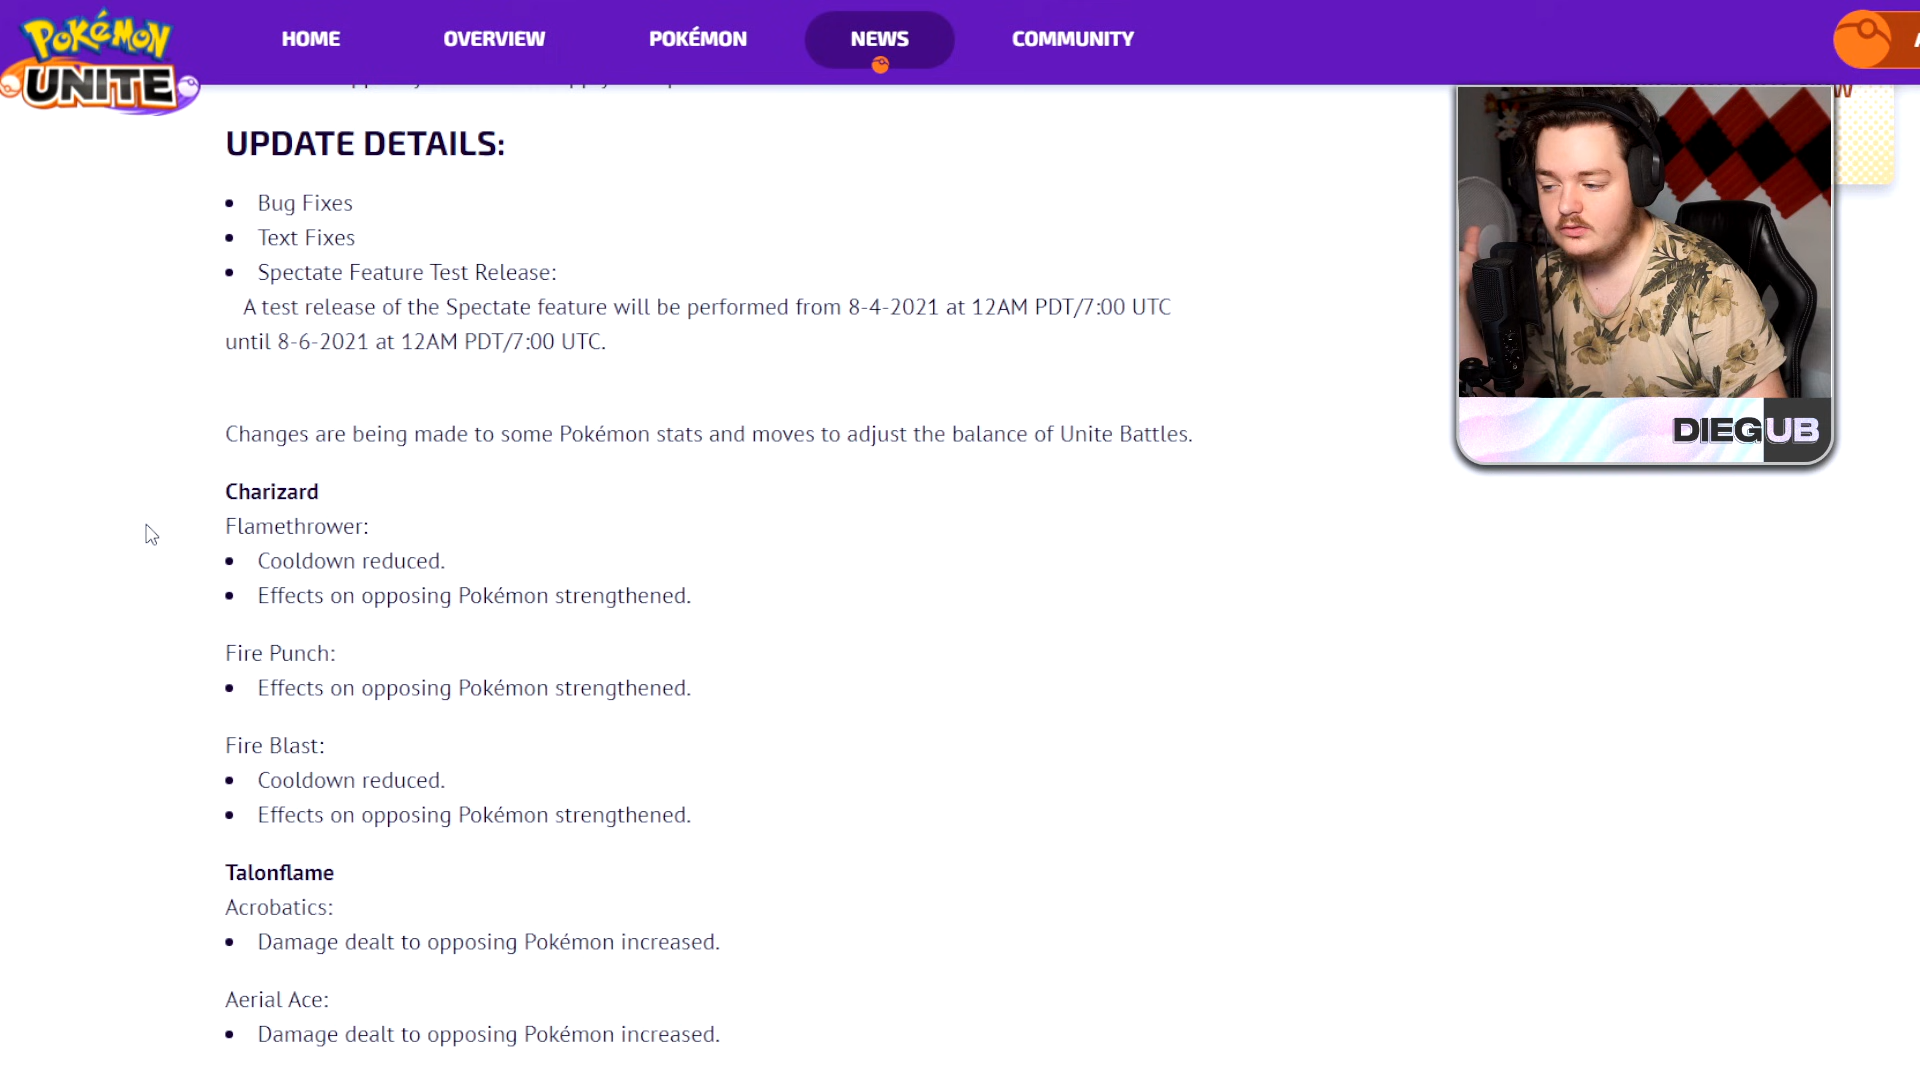 Pokémon
UNITE
HOME
OVERVIEW
POKÉMON
NEWS
COMMUNITY
UPDATE DETAILS:
• Bug Fixes
• Text Fixes
• Spectate Feature Test Release:
A test release of the Spectate feature will be performed from 8-4-2021 at 12AM PDT/7:00 UTC
until 8-6-2021 at 12AM PDT/7:00 UTC.
DIEGUB
Changes are being made to some Pokémon stats and moves to adjust the balance of Unite Battles.
Charizard
Flamethrower:
• Cooldown reduced.
• Effects on opposing Pokémon strengthened.
Fire Punch:
• Effects on opposing Pokémon strengthened.
Fire Blast:
• Cooldown reduced.
• Effects on opposing Pokémon strengthened.
Talonflame
Acrobatics:
• Damage dealt to opposing Pokémon increased.
Aerial Ace:
• Damage dealt to opposing Pokémon increased.